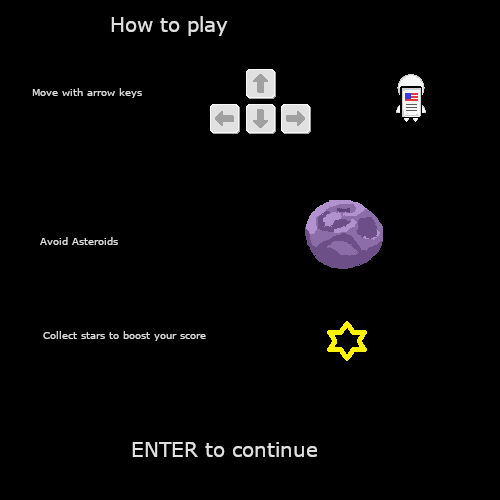 How to play
Move with arrow keys
Avoid Asteroids
Collect stars to boost your score
ENTER to continue